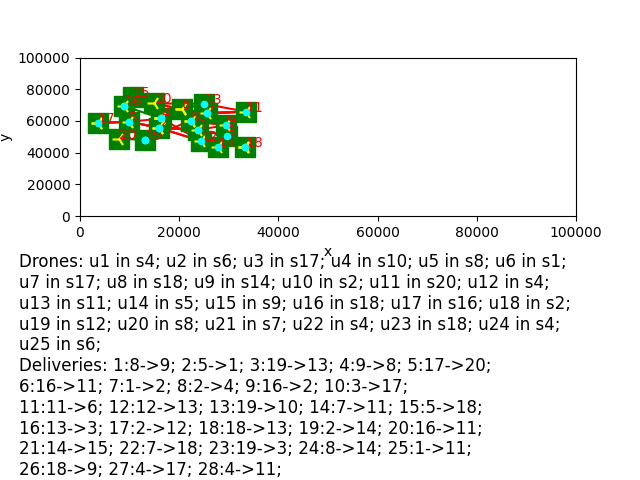 100000
80000
60000
40000
20000
0
y
0 20000 40000 60000 80000 100000
x
Drones: u1 in s4; u2 in s6; u3 in s17; u4 in s10; u5 in s8; u6 in s1;
u7 in s17; u8 in s18; u9 in s14; u10 in s2; u11 in s20; u12 in s4;
u13 in s11; u14 in s5; u15 in s9; u16 in s18; u17 in s16; u18 in s2;
u19 in s12; u20 in s8; u21 in s7; u22 in s4; u23 in s18; u24 in s4;
u25 in s6;
Deliveries: 1:8->9; 2:5->1; 3:19->13; 4:9->8; 5:17->20;
6:16->11; 7:1->2; 8:2->4; 9:16->2; 10:3->17;
11:11->6; 12:12->13; 13:19->10; 14:7->11; 15:5->18;
16:13->3; 17:2->12; 18:18->13; 19:2->14; 20:16->11;
21:14->15; 22:7->18; 23:19->3; 24:8->14; 25:1->11;
26:18->9; 27:4->17; 28:4->11;